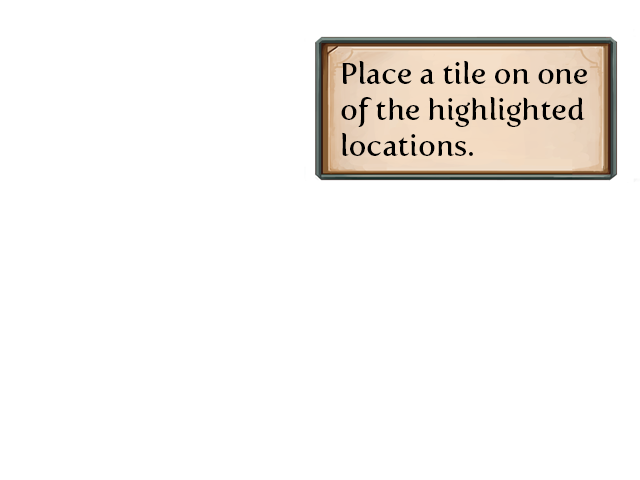 Place a tile on one
of the highlighted
locations.